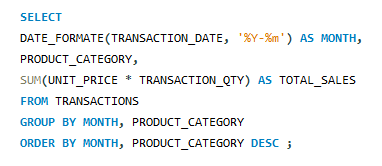 SELECT
DATE_FORMATE(TRANSACTION_DATE, '%Y-%m') AS MONTH,
PRODUCT_CATEGORY,
SUM(UNIT_PRICE * TRANSACTION_QTY) AS TOTAL_SALES
FROM TRANSACTIONS
GROUP BY MONTH, PRODUCT_CATEGORY
ORDER BY MONTH, PRODUCT_CATEGORY DESC ;